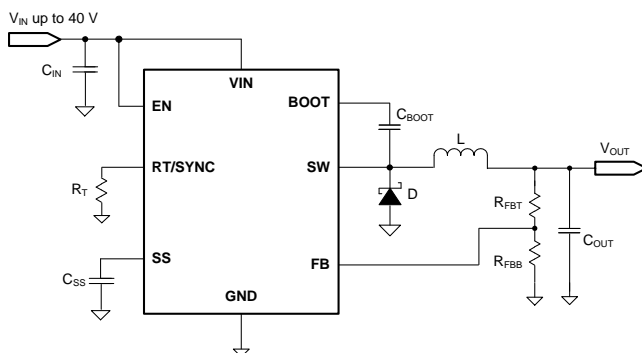 V_IN up to 40 V
C_IN
VIN
BOOT
EN
C_BOOT
L
V_OUT
RT/SYNC
SW
R_T
D
R_FBT
C_OUT
SS
C_SS
FB
R_FBB
GND